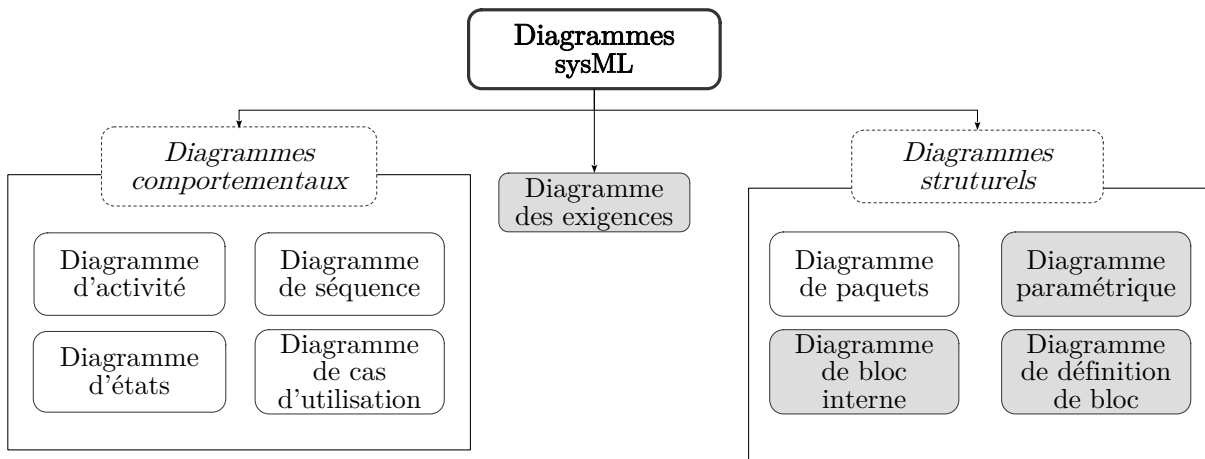 Diagrammes
sysML
Diagrammes
comportementaux
Diagramme
des exigences
Diagrammes
struturels
Diagramme
d'activité
Diagramme
de séquence
Diagramme
d'états
Diagramme
de cas
d'utilisation
Diagramme
de paquets
Diagramme
paramétrique
Diagramme
de bloc
interne
Diagramme
de définition
de bloc